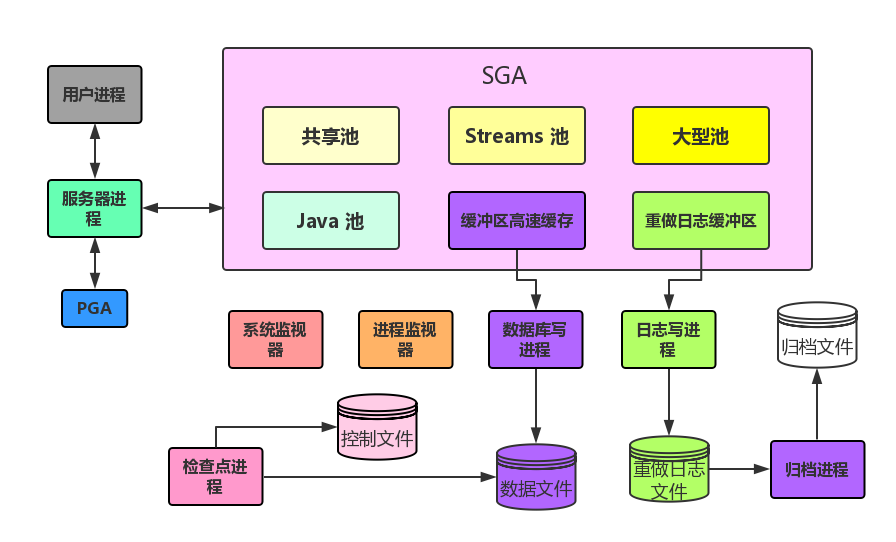 SGA
用户进程
共享池
Streams 池
大型池
服务器进
程
Java 池
缓冲区高速缓存
重做日志缓冲区
PGA
系统监视
器
进程监视
器
数据库写
进程
日志写进
程
归档文件
控制文件
检查点进
程
数据文件
重做日志
文件
归档进程